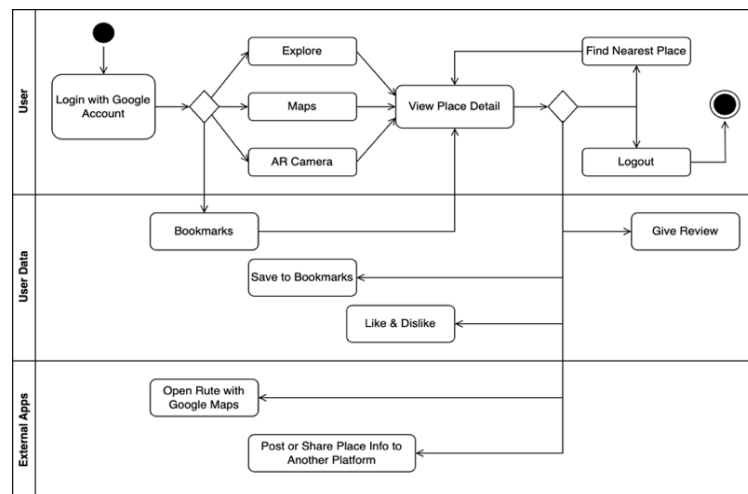 User
Login with Google
Account
Explore
Maps
AR Camera
View Place Detail
Find Nearest Place
Logout
User Data
Bookmarks
Give Review
Save to Bookmarks
Like & Dislike
External Apps
Open Rute with
Google Maps
Post or Share Place Info to
Another Platform